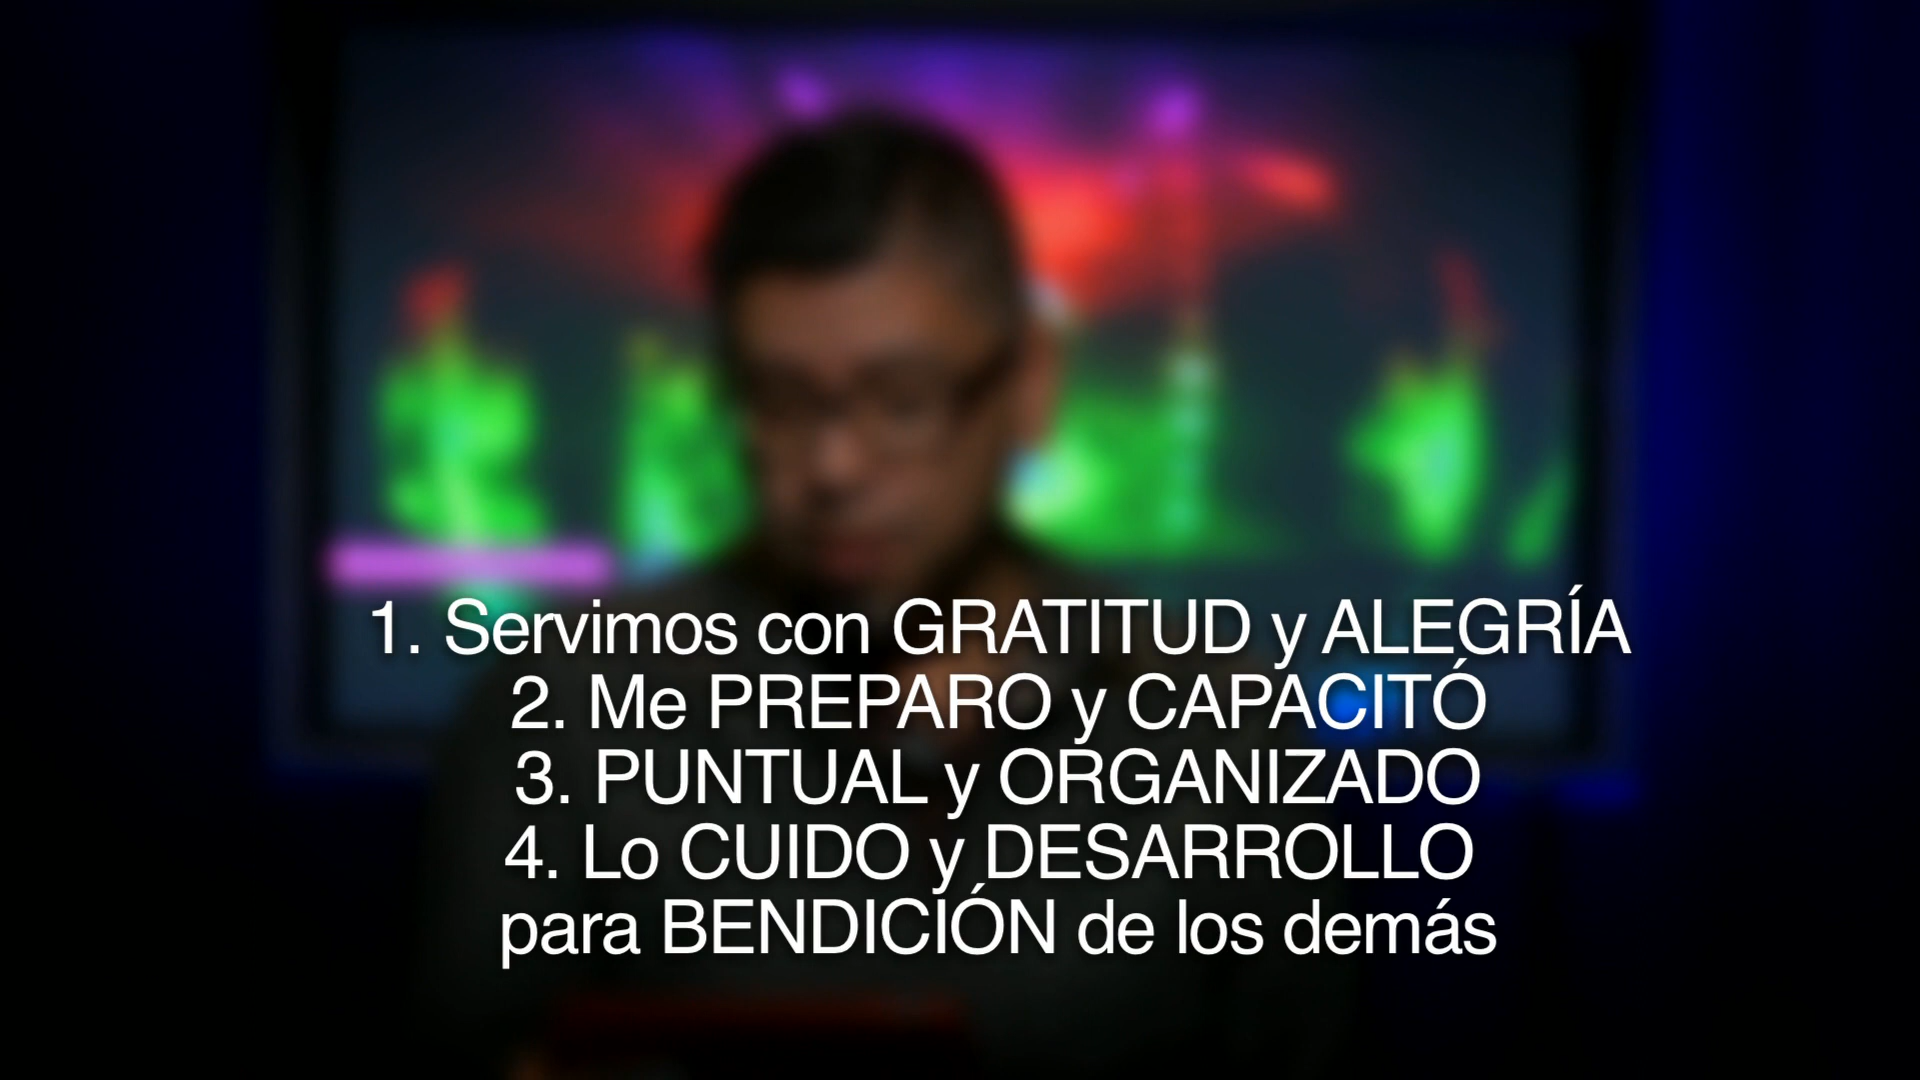 1. Servimos con GRATITUD y ALEGRÍA
2. Me PREPARO y CAPACITÓ
3. PUNTUAL y ORGANIZADO
4. Lo CUIDO y DESARROLLO
para BENDICIÓN de los demás